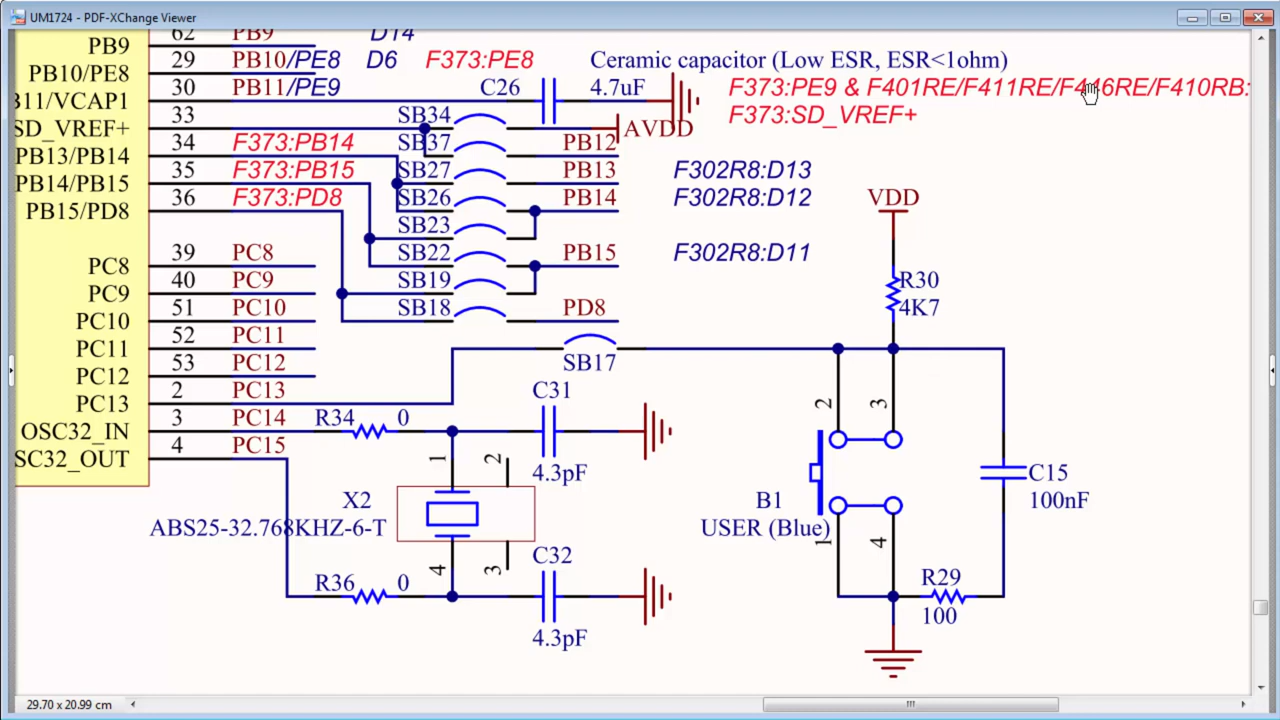 UM1724 - PDF-XChange Viewer
62 PB9 D14
PB9
29 PB10/PE8 D6 F373:PE8 Ceramic capacitor (Low ESR, ESR<1ohm)
PB10/PE8
30 PB11/PE9 C26 4.7uF F373:PE9 & F401RE/F411RE/F446RE/F410RB:
B11/VCAP1
33 SB34 F373:SD_VREF+
SD_VREF+ AVDD
34 F373:PB14 SB37 PB12
PB13/PB14
35 F373:PB15 SB27 PB13 F302R8:D13
PB14/PB15
36 F373:PD8 SB26 PB14 F302R8:D12 VDD
PB15/PD8
SB23
39 PC8 SB22 PB15 F302R8:D11
PC8
40 PC9 SB19 R30
PC9
51 PC10 SB18 PD8 4K7
PC10
52 PC11
PC11
53 PC12 SB17
PC12
2 PC13 C31 2 3
PC13
3 PC14 R34 0
OSC32_IN
4 PC15
SC32_OUT 1 2 4.3pF C15
X2 B1 100nF
ABS25-32.768KHZ-6-T USER (Blue)
1 4
C32
4 3
R36 0 R29
100
4.3pF
29.70 x 20.99 cm